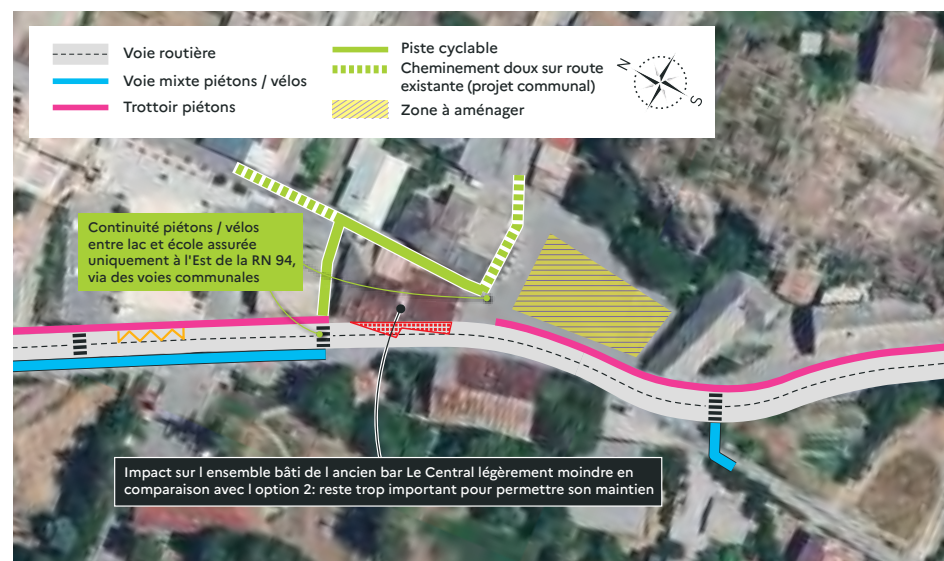 Voie routière
Voie mixte piétons / vélos
Trottoir piétons
Piste cyclable
Cheminement doux sur route
existante (projet communal)
Zone à aménager
N
S
Continuité piétons / vélos
entre lac et école assurée
uniquement à l'Est de la RN 94,
via des voies communales
Impact sur l ensemble bâti de l ancien bar Le Central légèrement moindre en
comparaison avec l option 2: reste trop important pour permettre son maintien